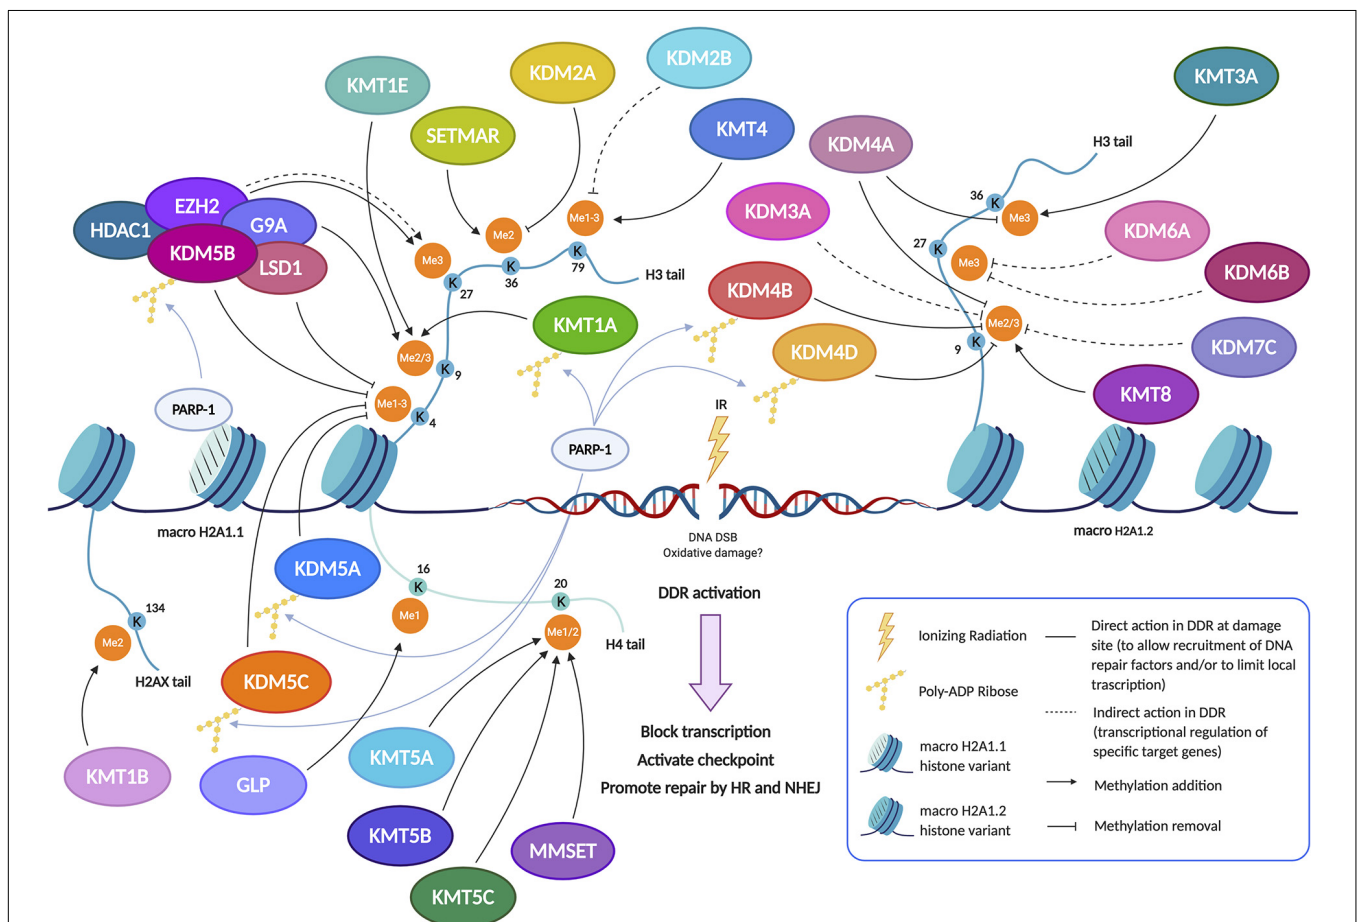 KMT1E
SETMAR
KDM2A
KDM2B
KMT4
KDM4A
KMT3A
H3 tail
36
K
Me3
HDAC1
EZH2
G9A
KDM5B
LSD1
Me3
Me2
Me1-3
K
27
K
36
K
79
H3 tail
KDM3A
27
K
Me3
KDM6A
KDM6B
KDM4B
KDM4D
Me2/3
9
K
KDM7C
KMT8
KMT1A
Me2/3
K
9
Me1-3
K
4
PARP-1
PARP-1
IR
macro H2A1.1
macro H2A1.2
DNA DSB
Oxidative damage?
DDR activation
Block transcription
Activate checkpoint
Promote repair by HR and NHEJ
KDM5A
16
K
Me1
20
K
Me1/2
H4 tail
134
K
Me2
H2AX tail
KDM5C
KMT1B
GLP
KMT5A
KMT5B
KMT5C
MMSET
Ionizing Radiation
Poly-ADP Ribose
macro H2A1.1
histone variant
macro H2A1.2
histone variant
Direct action in DDR at damage
site (to allow recruitment of DNA
repair factors and/or to limit local
trascription)
Indirect action in DDR
(transcriptional regulation of
specific target genes)
Methylation addition
Methylation removal